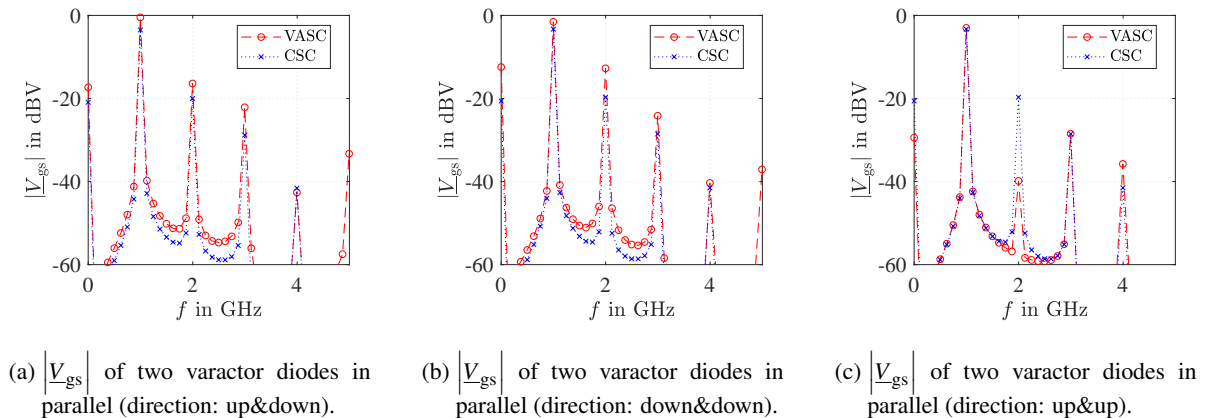 0
-20
-40
-60
0
2
4
|V_gs| in dBV
f in GHz
VASC
CSC
(a) |V_gs| of two varactor diodes in
parallel (direction: up&down).
0
-20
-40
-60
0
2
4
|V_gs| in dBV
f in GHz
VASC
CSC
(b) |V_gs| of two varactor diodes in
parallel (direction: down&down).
0
-20
-40
-60
0
2
4
|V_gs| in dBV
f in GHz
VASC
CSC
(c) |V_gs| of two varactor diodes in
parallel (direction: up&up).